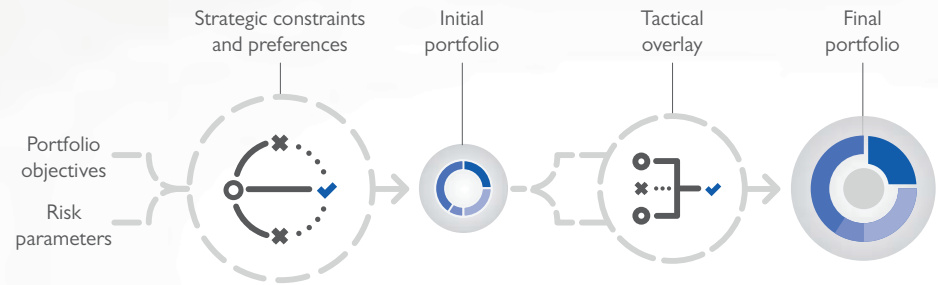 Strategic constraints
and preferences
Initial
portfolio
Tactical
overlay
Final
portfolio
Portfolio
objectives
Risk
parameters